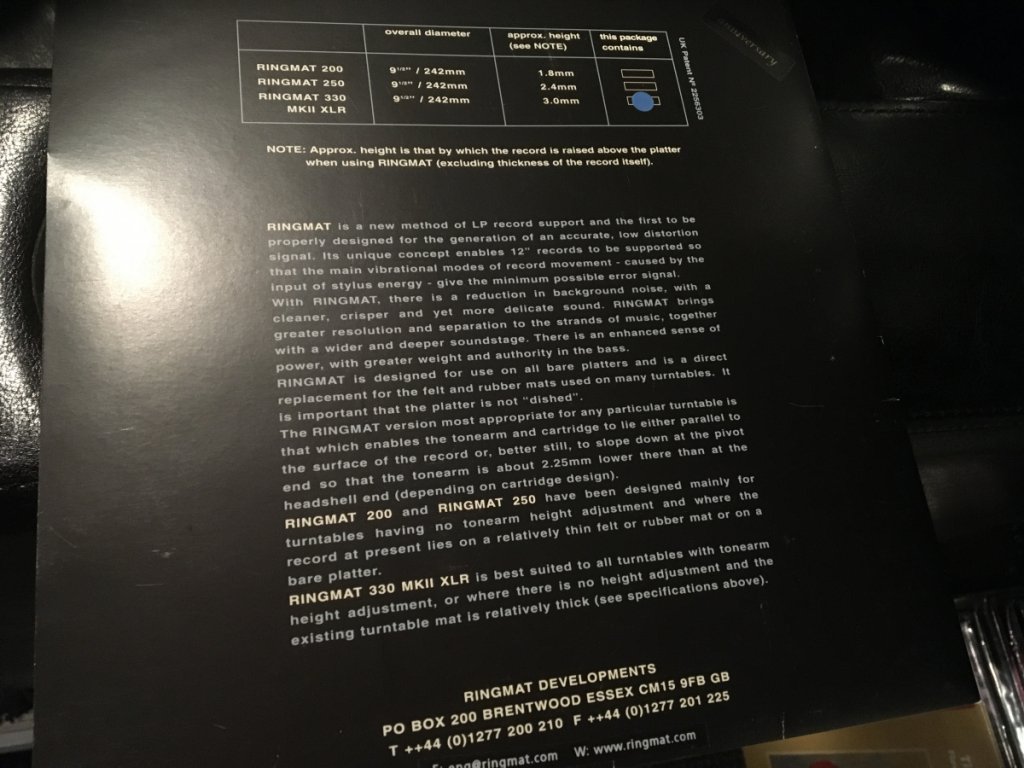 overall diameter
approx. height
(see NOTE)
this package
contains
RINGMAT 200 9 1/2" / 242mm 1.8mm
RINGMAT 250 9 1/2" / 242mm 2.4mm
RINGMAT 330 9 1/2" / 242mm 3.0mm
MKII XLR
UK Patent Nº 2256303
anniversary
NOTE: Approx. height is that by which the record is raised above the platter
when using RINGMAT (excluding thickness of the record itself).
RINGMAT is a new method of LP record support and the first to be
properly designed for the generation of an accurate, low distortion
signal. Its unique concept enables 12" records to be supported so
that the main vibrational modes of record movement - caused by the
input of stylus energy - give the minimum possible error signal.
With RINGMAT, there is a reduction in background noise, with a
cleaner, crisper and yet more delicate sound. RINGMAT brings
greater resolution and separation to the strands of music, together
with a wider and deeper soundstage. There is an enhanced sense of
power, with greater weight and authority in the bass.
RINGMAT is designed for use on all bare platters and is a direct
replacement for the felt and rubber mats used on many turntables. It
is important that the platter is not "dished".
The RINGMAT version most appropriate for any particular turntable is
that which enables the tonearm and cartridge to lie either parallel to
the surface of the record or, better still, to slope down at the pivot
end so that the tonearm is about 2.25mm lower there than at the
headshell end (depending on cartridge design).
RINGMAT 200 and RINGMAT 250 have been designed mainly for
turntables having no tonearm height adjustment and where the
record at present lies on a relatively thin felt or rubber mat or on a
bare platter.
RINGMAT 330 MKII XLR is best suited to all turntables with tonearm
height adjustment, or where there is no height adjustment and the
existing turntable mat is relatively thick (see specifications above).
RINGMAT DEVELOPMENTS
PO BOX 200 BRENTWOOD ESSEX CM15 9FB GB
T ++44 (0)1277 200 210 F ++44 (0)1277 201 225
E: enq@ringmat.com W: www.ringmat.com